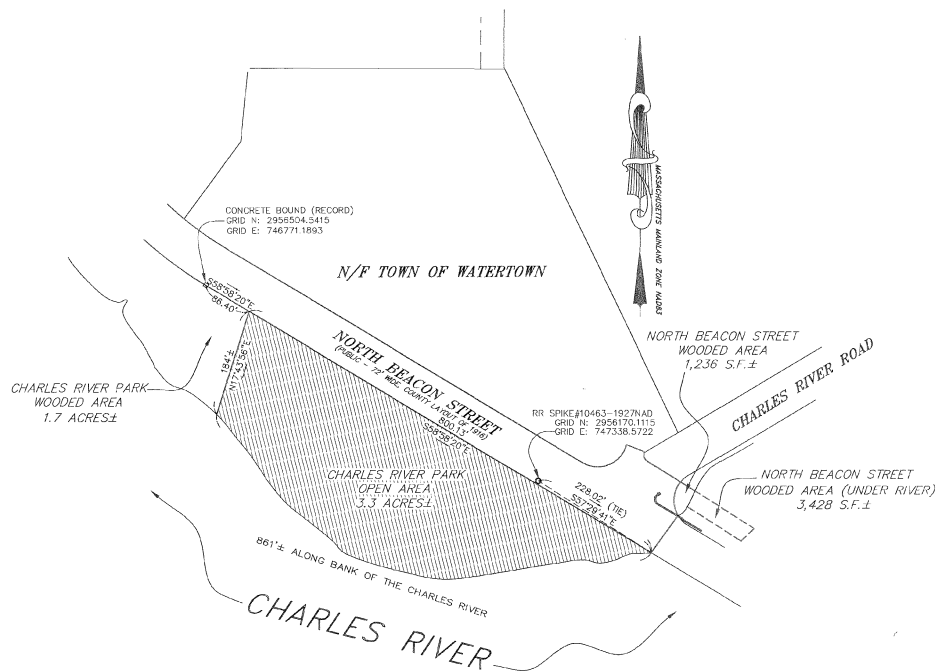 MASSACHUSETTS MAINLAND ZONE NAD83
CONCRETE BOUND (RECORD)
GRID N: 2956504.5415
GRID E: 746771.1893
N/F TOWN OF WATERTOWN
S58°58'20"E
86.40'
NORTH BEACON STREET
(PUBLIC - 72' WIDE, COUNTY LAYOUT OF 1916)
800.13'
S58°58'20"E
184'±
N17°43'56"E
CHARLES RIVER PARK
WOODED AREA
1.7 ACRES±
RR SPIKE#10463-1927NAD
GRID N: 2956170.1115
GRID E: 747338.5722
NORTH BEACON STREET
WOODED AREA
1,236 S.F.±
CHARLES RIVER ROAD
NORTH BEACON STREET
WOODED AREA (UNDER RIVER)
3,428 S.F.±
CHARLES RIVER PARK
OPEN AREA
3.3 ACRES±
228.02' (TIE)
S57°29'41"E
861'± ALONG BANK OF THE CHARLES RIVER
CHARLES RIVER